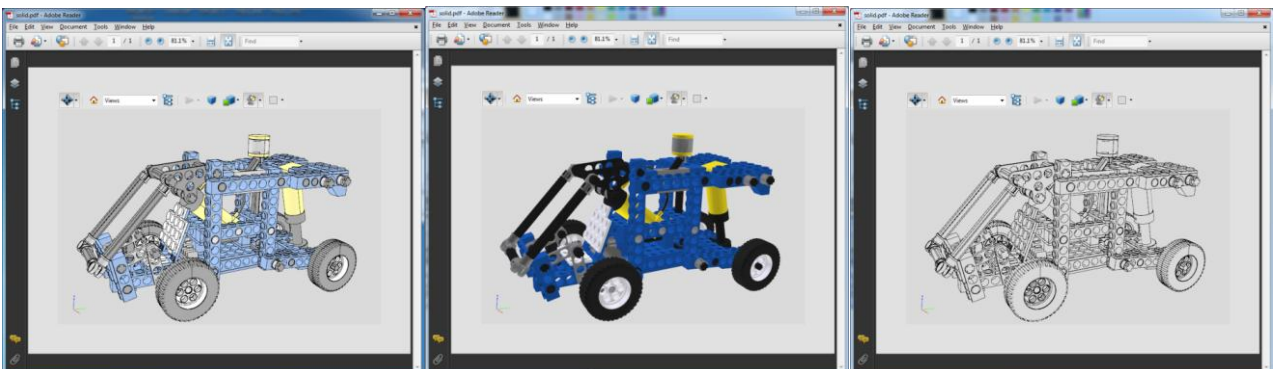 solid.pdf - Adobe Reader
File Edit View Document Tools Window Help
1 / 1 81.1% Find
Views
solid.pdf - Adobe Reader
File Edit View Document Tools Window Help
1 / 1 81.1% Find
Views
solid.pdf - Adobe Reader
File Edit View Document Tools Window Help
1 / 1 81.1% Find
Views